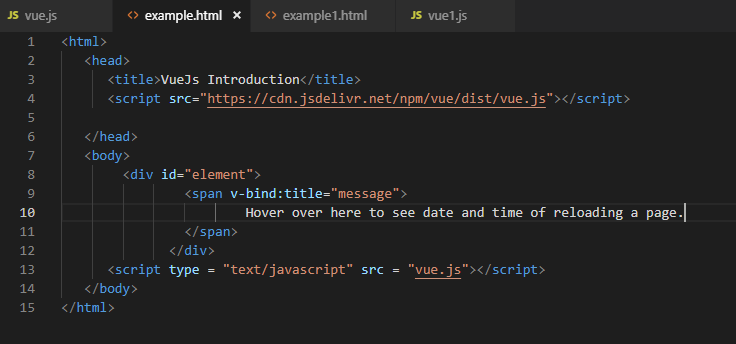 JS vue.js <> example.html × <> example1.html JS vue1.js
1 <html>
2 <head>
3 <title>VueJs Introduction</title>
4 <script src="https://cdn.jsdelivr.net/npm/vue/dist/vue.js"></script>
5
6 </head>
7 <body>
8 <div id="element">
9 <span v-bind:title="message">
10 Hover over here to see date and time of reloading a page.
11 </span>
12 </div>
13 <script type = "text/javascript" src = "vue.js"></script>
14 </body>
15 </html>